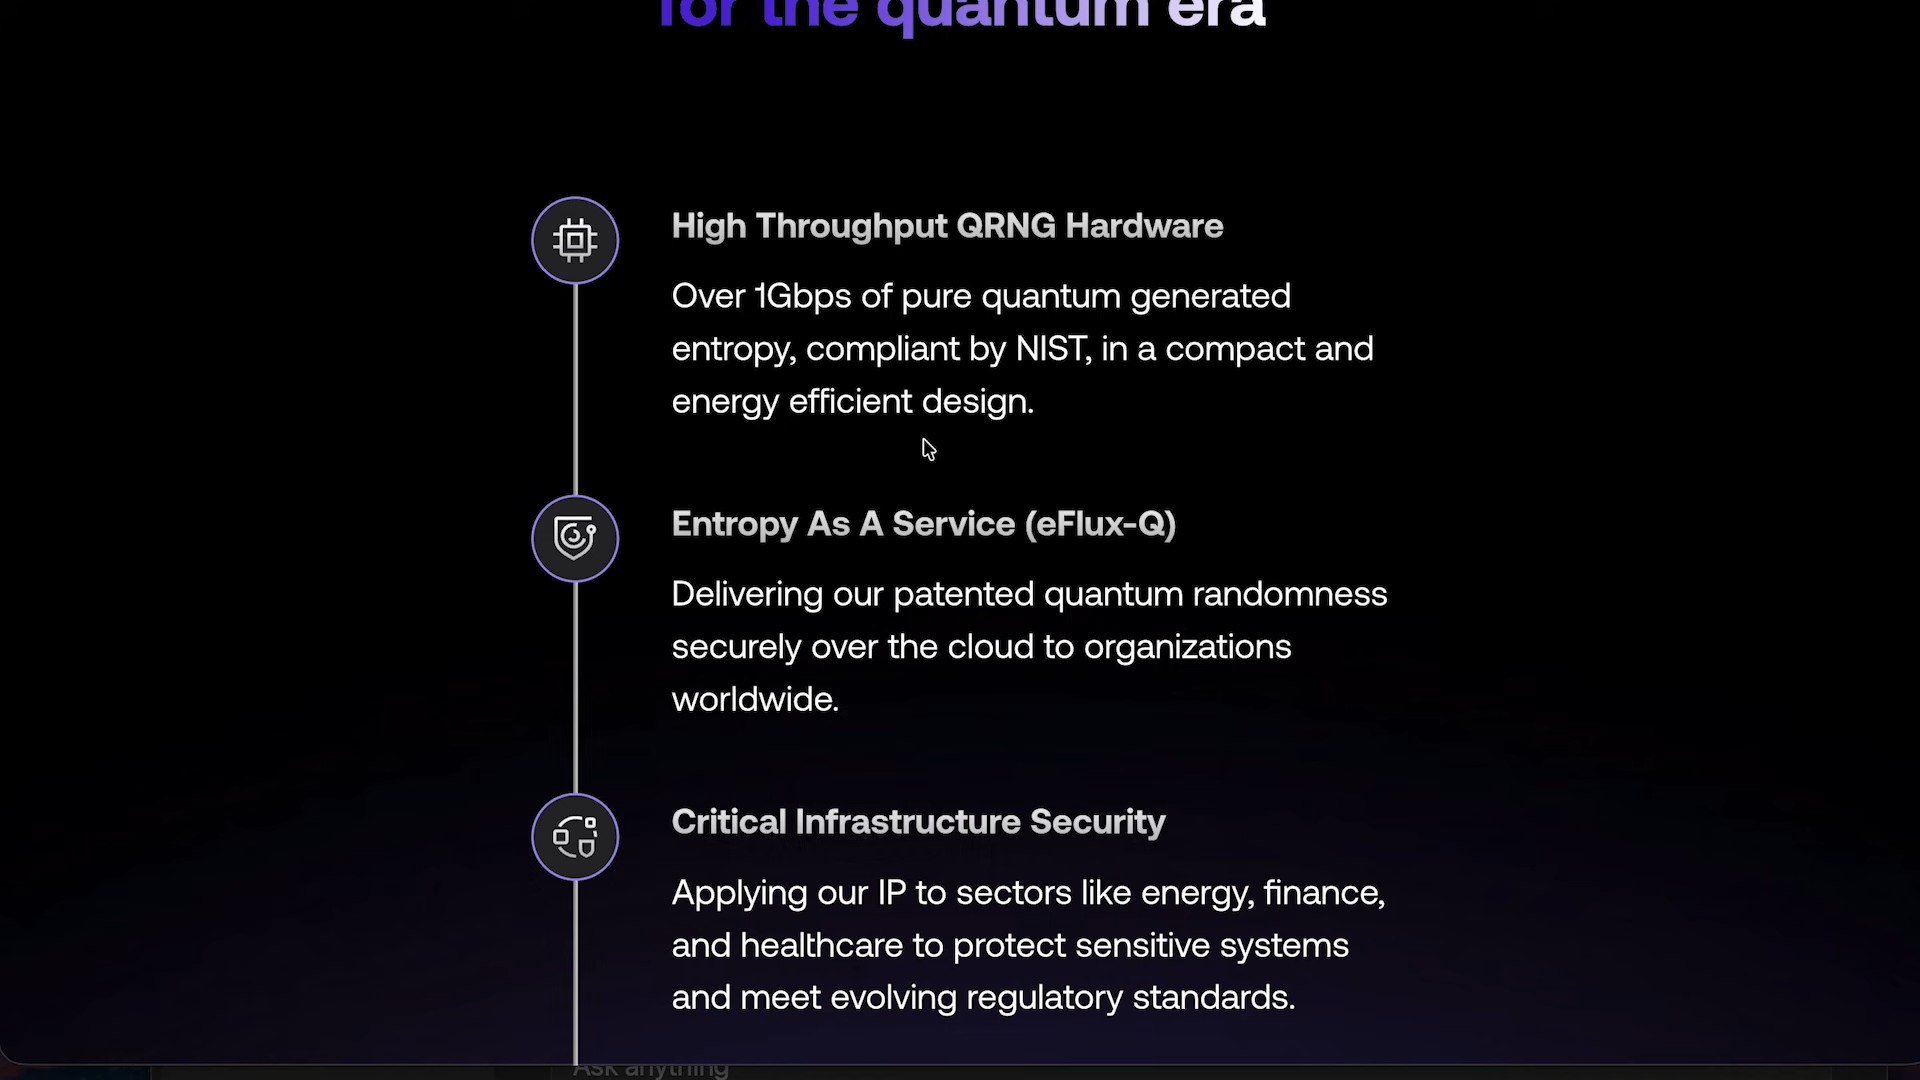 for the quantum era
High Throughput QRNG Hardware
Over 1Gbps of pure quantum generated
entropy, compliant by NIST, in a compact and
energy efficient design.
Entropy As A Service (eFlux-Q)
Delivering our patented quantum randomness
securely over the cloud to organizations
worldwide.
Critical Infrastructure Security
Applying our IP to sectors like energy, finance,
and healthcare to protect sensitive systems
and meet evolving regulatory standards.
Ask anything